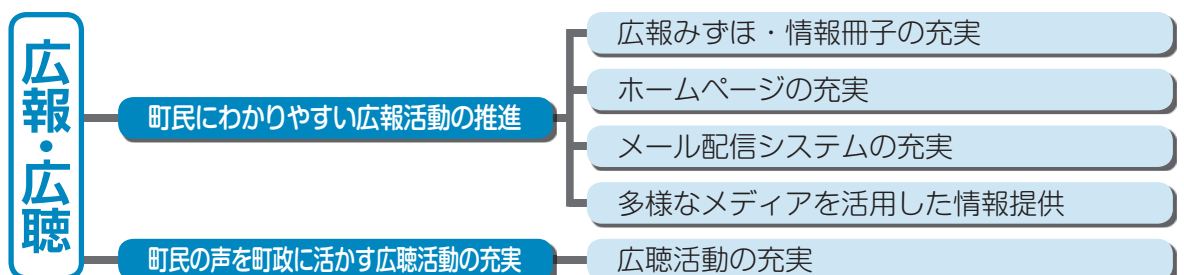 広報・広聴
町民にわかりやすい広報活動の推進
広報みずほ・情報冊子の充実
ホームページの充実
メール配信システムの充実
多様なメディアを活用した情報提供
町民の声を町政に活かす広聴活動の充実
広聴活動の充実